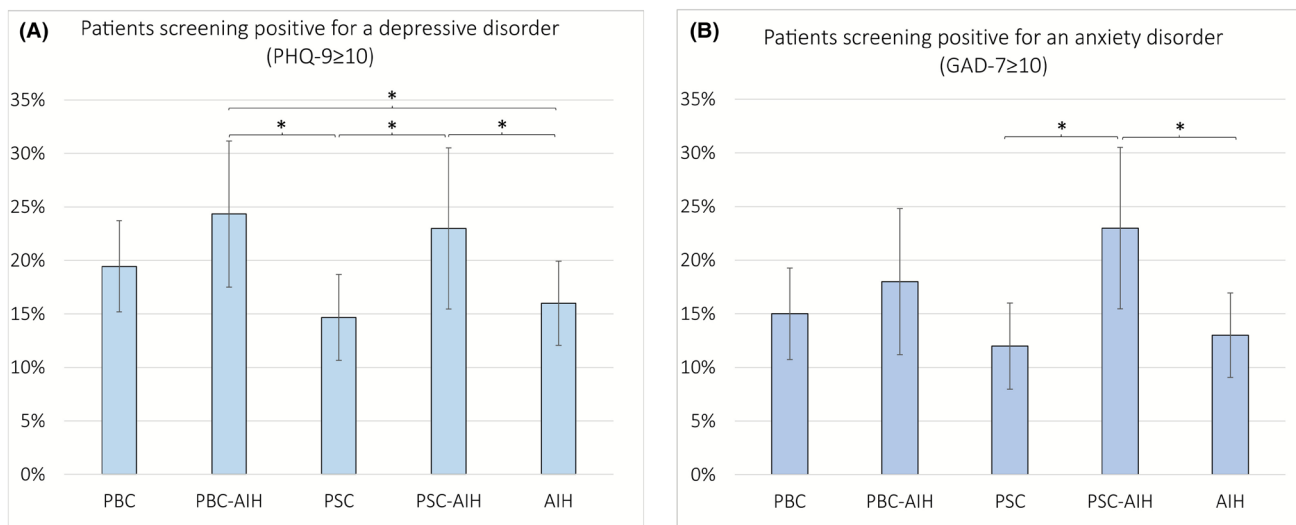 (A) Patients screening positive for a depressive disorder
(PHQ-9≥10)
35%
30%
25%
20%
15%
10%
5%
0%
* 
* * *
PBC PBC-AIH PSC PSC-AIH AIH
(B) Patients screening positive for an anxiety disorder
(GAD-7≥10)
35%
30%
25%
20%
15%
10%
5%
0%
* *
PBC PBC-AIH PSC PSC-AIH AIH